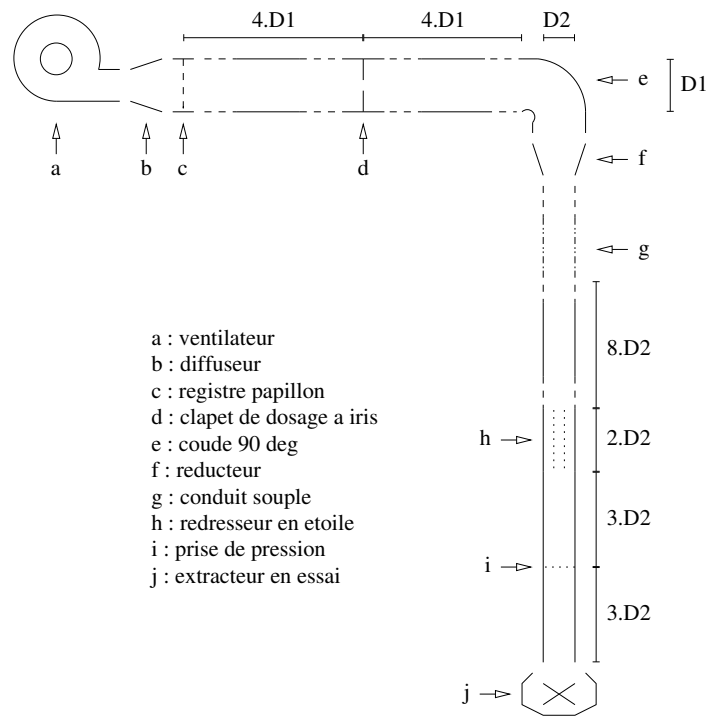 4.D1
4.D1
D2
D1
e
a
b
c
d
f
g
a : ventilateur
b : diffuseur
c : registre papillon
d : clapet de dosage a iris
e : coude 90 deg
f : reducteur
g : conduit souple
h : redresseur en etoile
i : prise de pression
j : extracteur en essai
8.D2
h
2.D2
3.D2
i
3.D2
j